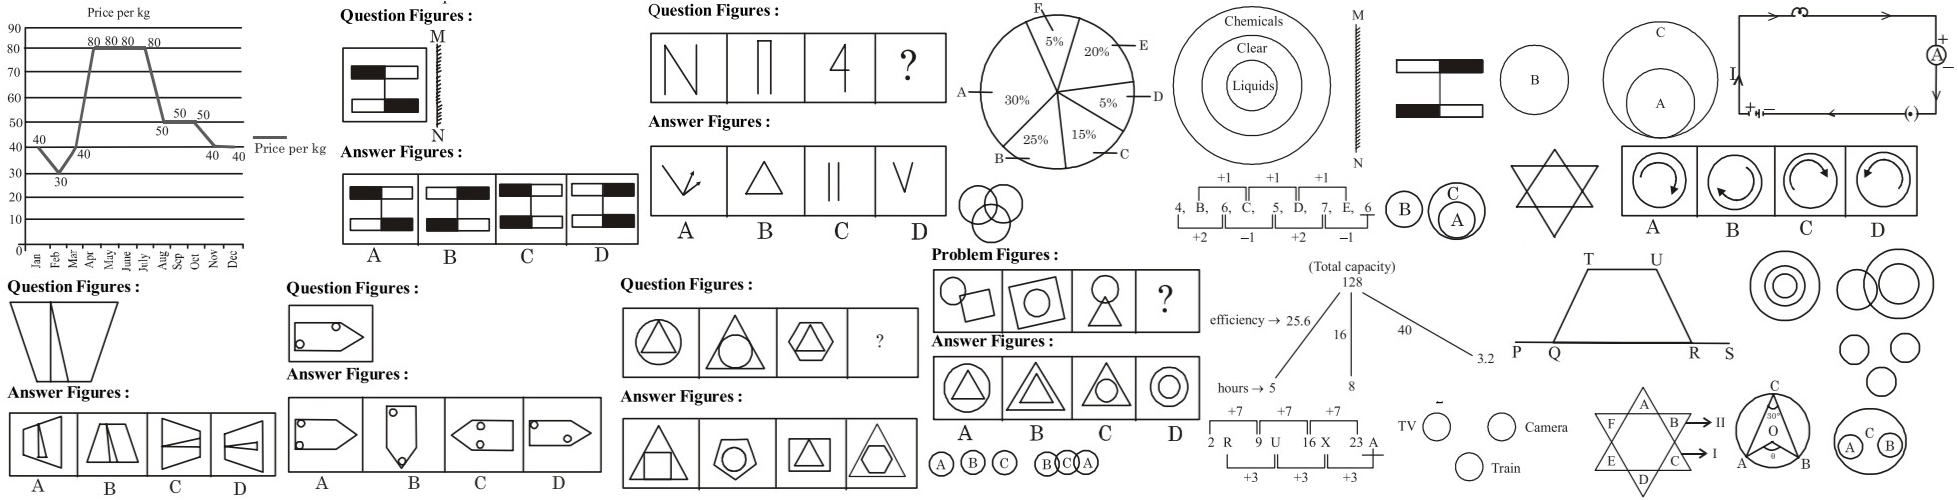 Price per kg
90
80
70
60
50
40
30
20
10
0
40
30
40
80 80 80 80
50
50 50
40
40
Price per kg
Jan Feb Mar Apr May June July Aug Sep Oct Nov Dec
Question Figures :
M
N
Answer Figures :
A B C D
Question Figures :
?
Answer Figures :
A B C D
F
5%
20%
E
A
30%
5%
D
25%
15%
B
C
Chemicals
Clear
Liquids
M
N
B
C
A
I
+
A
−
+ −
(·)
+1 +1 +1
4, B, 6, C, 5, D, 7, E, 6
+2 −1 +2 −1
B
C
A
A B C D
Question Figures :
Answer Figures :
A B C D
Question Figures :
Answer Figures :
A B C D
Question Figures :
?
Answer Figures :
Problem Figures :
?
Answer Figures :
A B C D
A B C B C A
(Total capacity)
128
efficiency → 25.6
16
40
3.2
hours → 5
8
+7 +7 +7
2 R 9 U 16 X 23 A
+3 +3 +3
T U
P Q R S
TV
Camera
Train
A
F B II
E C I
D
C
30°
O
θ
A B
C
A B